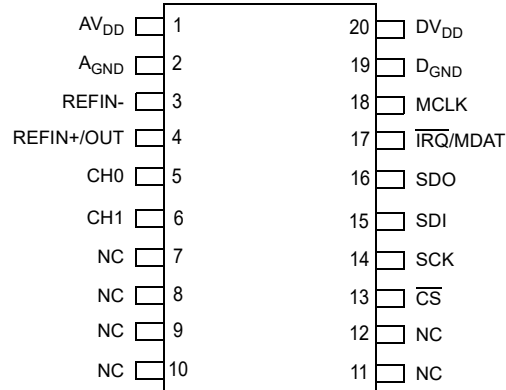 AVDD 1 20 DVDD
AGND 2 19 DGND
REFIN- 3 18 MCLK
REFIN+/OUT 4 17 IRQ/MDAT
CH0 5 16 SDO
CH1 6 15 SDI
NC 7 14 SCK
NC 8 13 CS
NC 9 12 NC
NC 10 11 NC